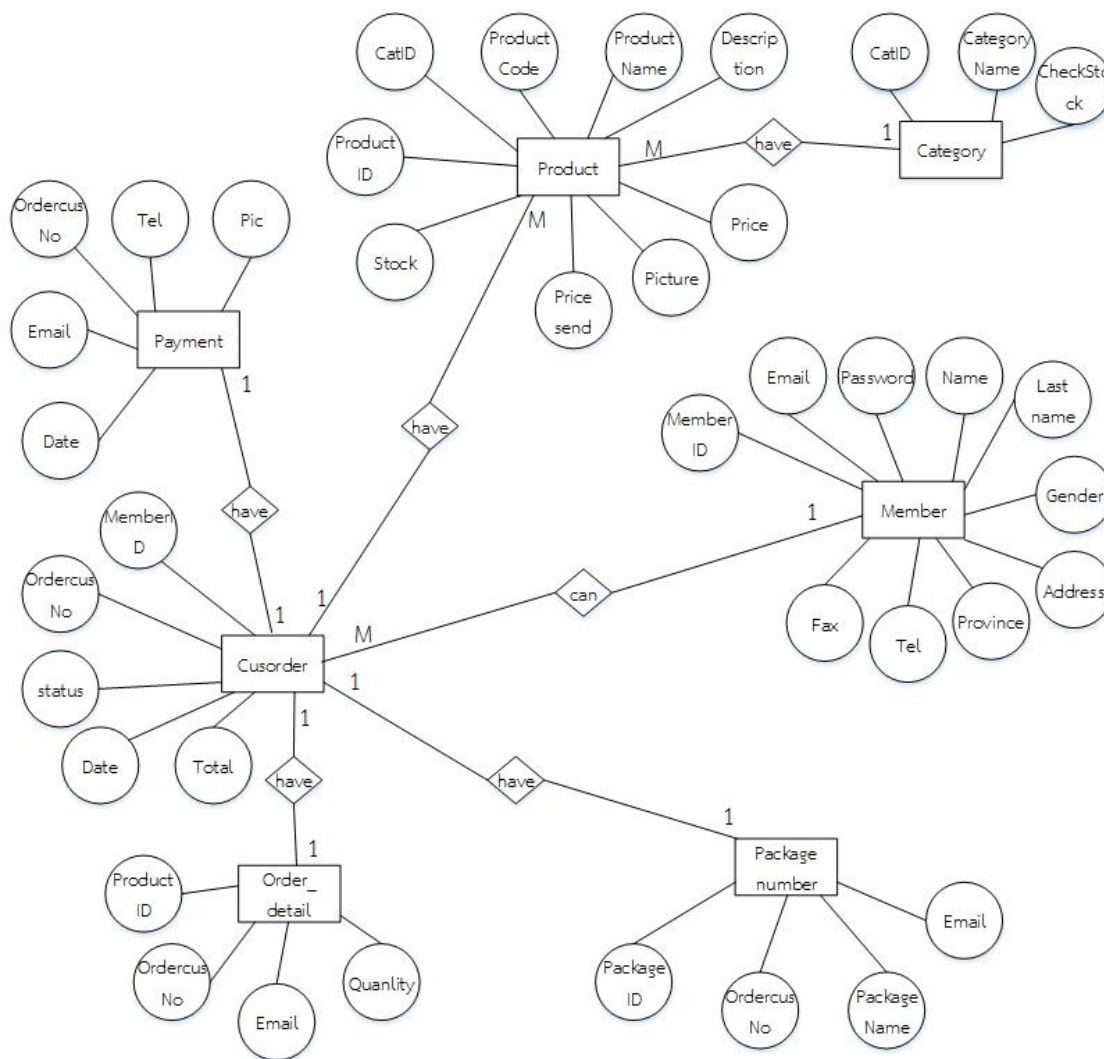 CatID
Product
Code
Product
Name
Descrip
tion
CatID
Category
Name
CheckSto
ck
Product
ID
Product
M
have
1
Category
M
Stock
Price
send
Picture
Price
Ordercus
No
Tel
Pic
Email
Payment
1
Date
have
have
Email
Password
Name
Last
name
Member
ID
Member
1
Gender
Address
Province
Tel
Fax
can
MemberI
D
Ordercus
No
status
Date
Total
1
1
M
Cusorder
1
1
have
1
have
1
Product
ID
Order_
detail
Ordercus
No
Email
Quanlity
Package
number
Package
ID
Ordercus
No
Package
Name
Email